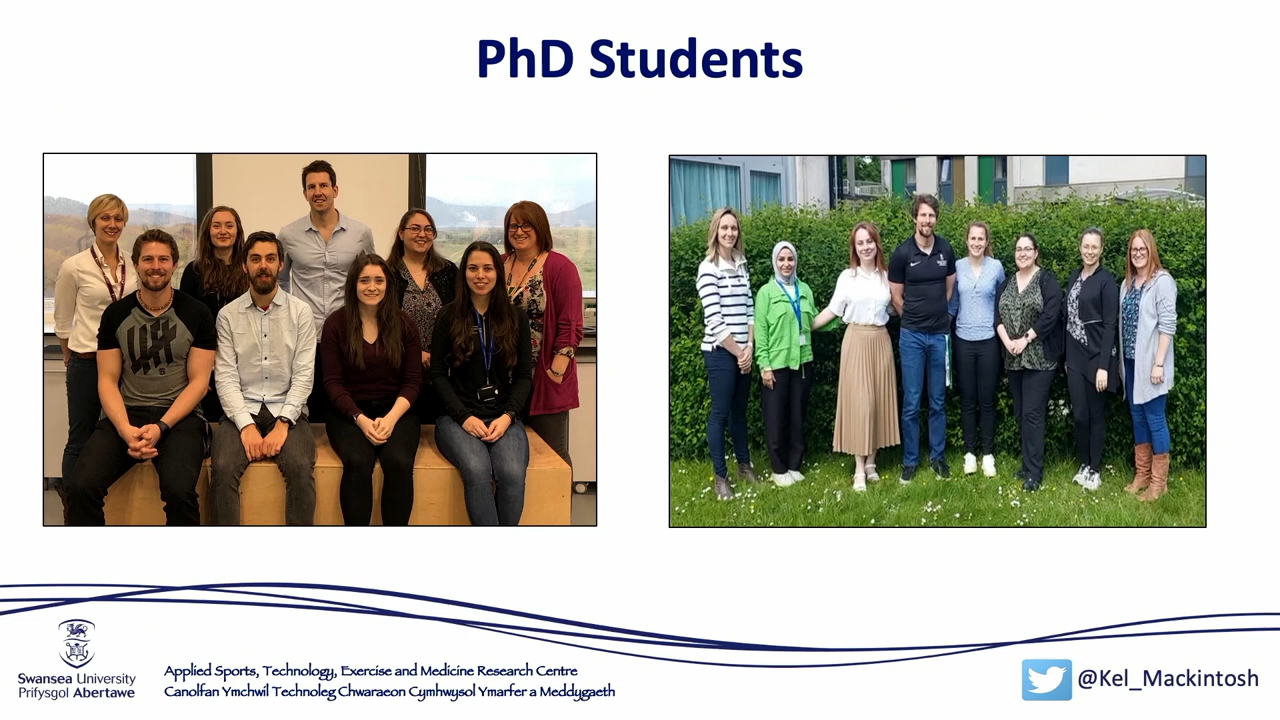 PhD Students
Swansea University
Prifysgol Abertawe
Applied Sports, Technology, Exercise and Medicine Research Centre
Canolfan Ymchwil Technoleg Chwaraeon Cymhwysol Ymarfer a Meddygaeth
@Kel_Mackintosh